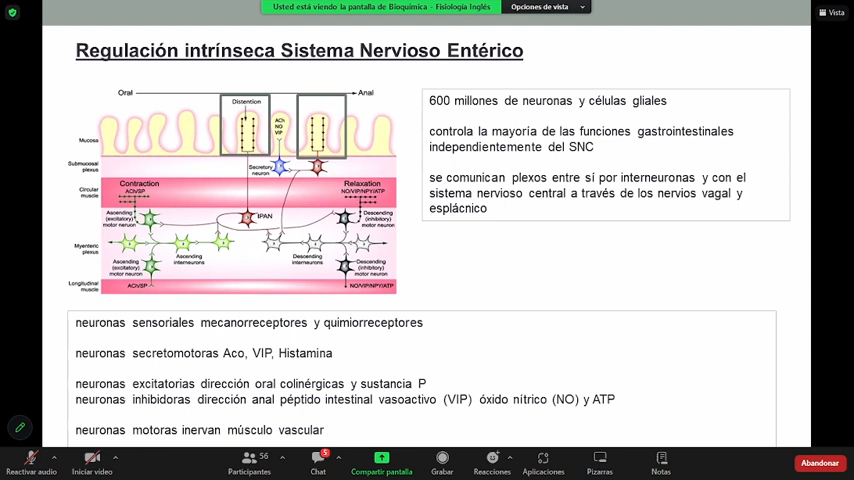 Usted está viendo la pantalla de Bioquímica - Fisiología Inglés
Opciones de vista
Vista
Regulación intrínseca Sistema Nervioso Entérico
Oral
Anal
Distention
ACh
NO
VIP
Mucosa
Submucosal
plexus
Secretory
neuron
Circular
muscle
Contraction
ACh/SP
Relaxation
NO/VIP/NPY/ATP
Ascending
(excitatory)
motor neuron
IPAN
Descending
(inhibitory)
motor neuron
Myenteric
plexus
Ascending
interneurons
Descending
interneurons
Ascending
(excitatory)
motor neuron
Descending
(inhibitory)
motor neuron
Longitudinal
muscle
ACh/SP
NO/VIP/NPY/ATP
600 millones de neuronas y células gliales
controla la mayoría de las funciones gastrointestinales
independientemente del SNC
se comunican plexos entre sí por interneuronas y con el
sistema nervioso central a través de los nervios vagal y
esplácnico
neuronas sensoriales mecanorreceptores y quimiorreceptores
neuronas secretomotoras Aco, VIP, Histamina
neuronas excitatorias dirección oral colinérgicas y sustancia P
neuronas inhibidoras dirección anal péptido intestinal vasoactivo (VIP) óxido nítrico (NO) y ATP
neuronas motoras inervan músculo vascular
Reactivar audio
Iniciar video
56
Participantes
5
Chat
Compartir pantalla
Grabar
Reacciones
Aplicaciones
Pizarras
Notas
Abandonar